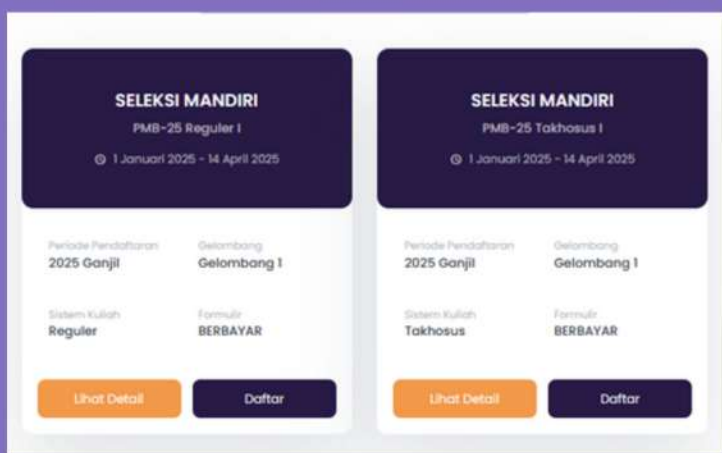 SELEKSI MANDIRI
PMB-25 Reguler I
1 Januari 2025 - 14 April 2025
Periode Pendaftaran
2025 Ganjil
Gelombang
Gelombang 1
Sistem Kuliah
Reguler
Formulir
BERBAYAR
Lihat Detail
Daftar
SELEKSI MANDIRI
PMB-25 Takhosus I
1 Januari 2025 - 14 April 2025
Periode Pendaftaran
2025 Ganjil
Gelombang
Gelombang 1
Sistem Kuliah
Takhosus
Formulir
BERBAYAR
Lihat Detail
Daftar